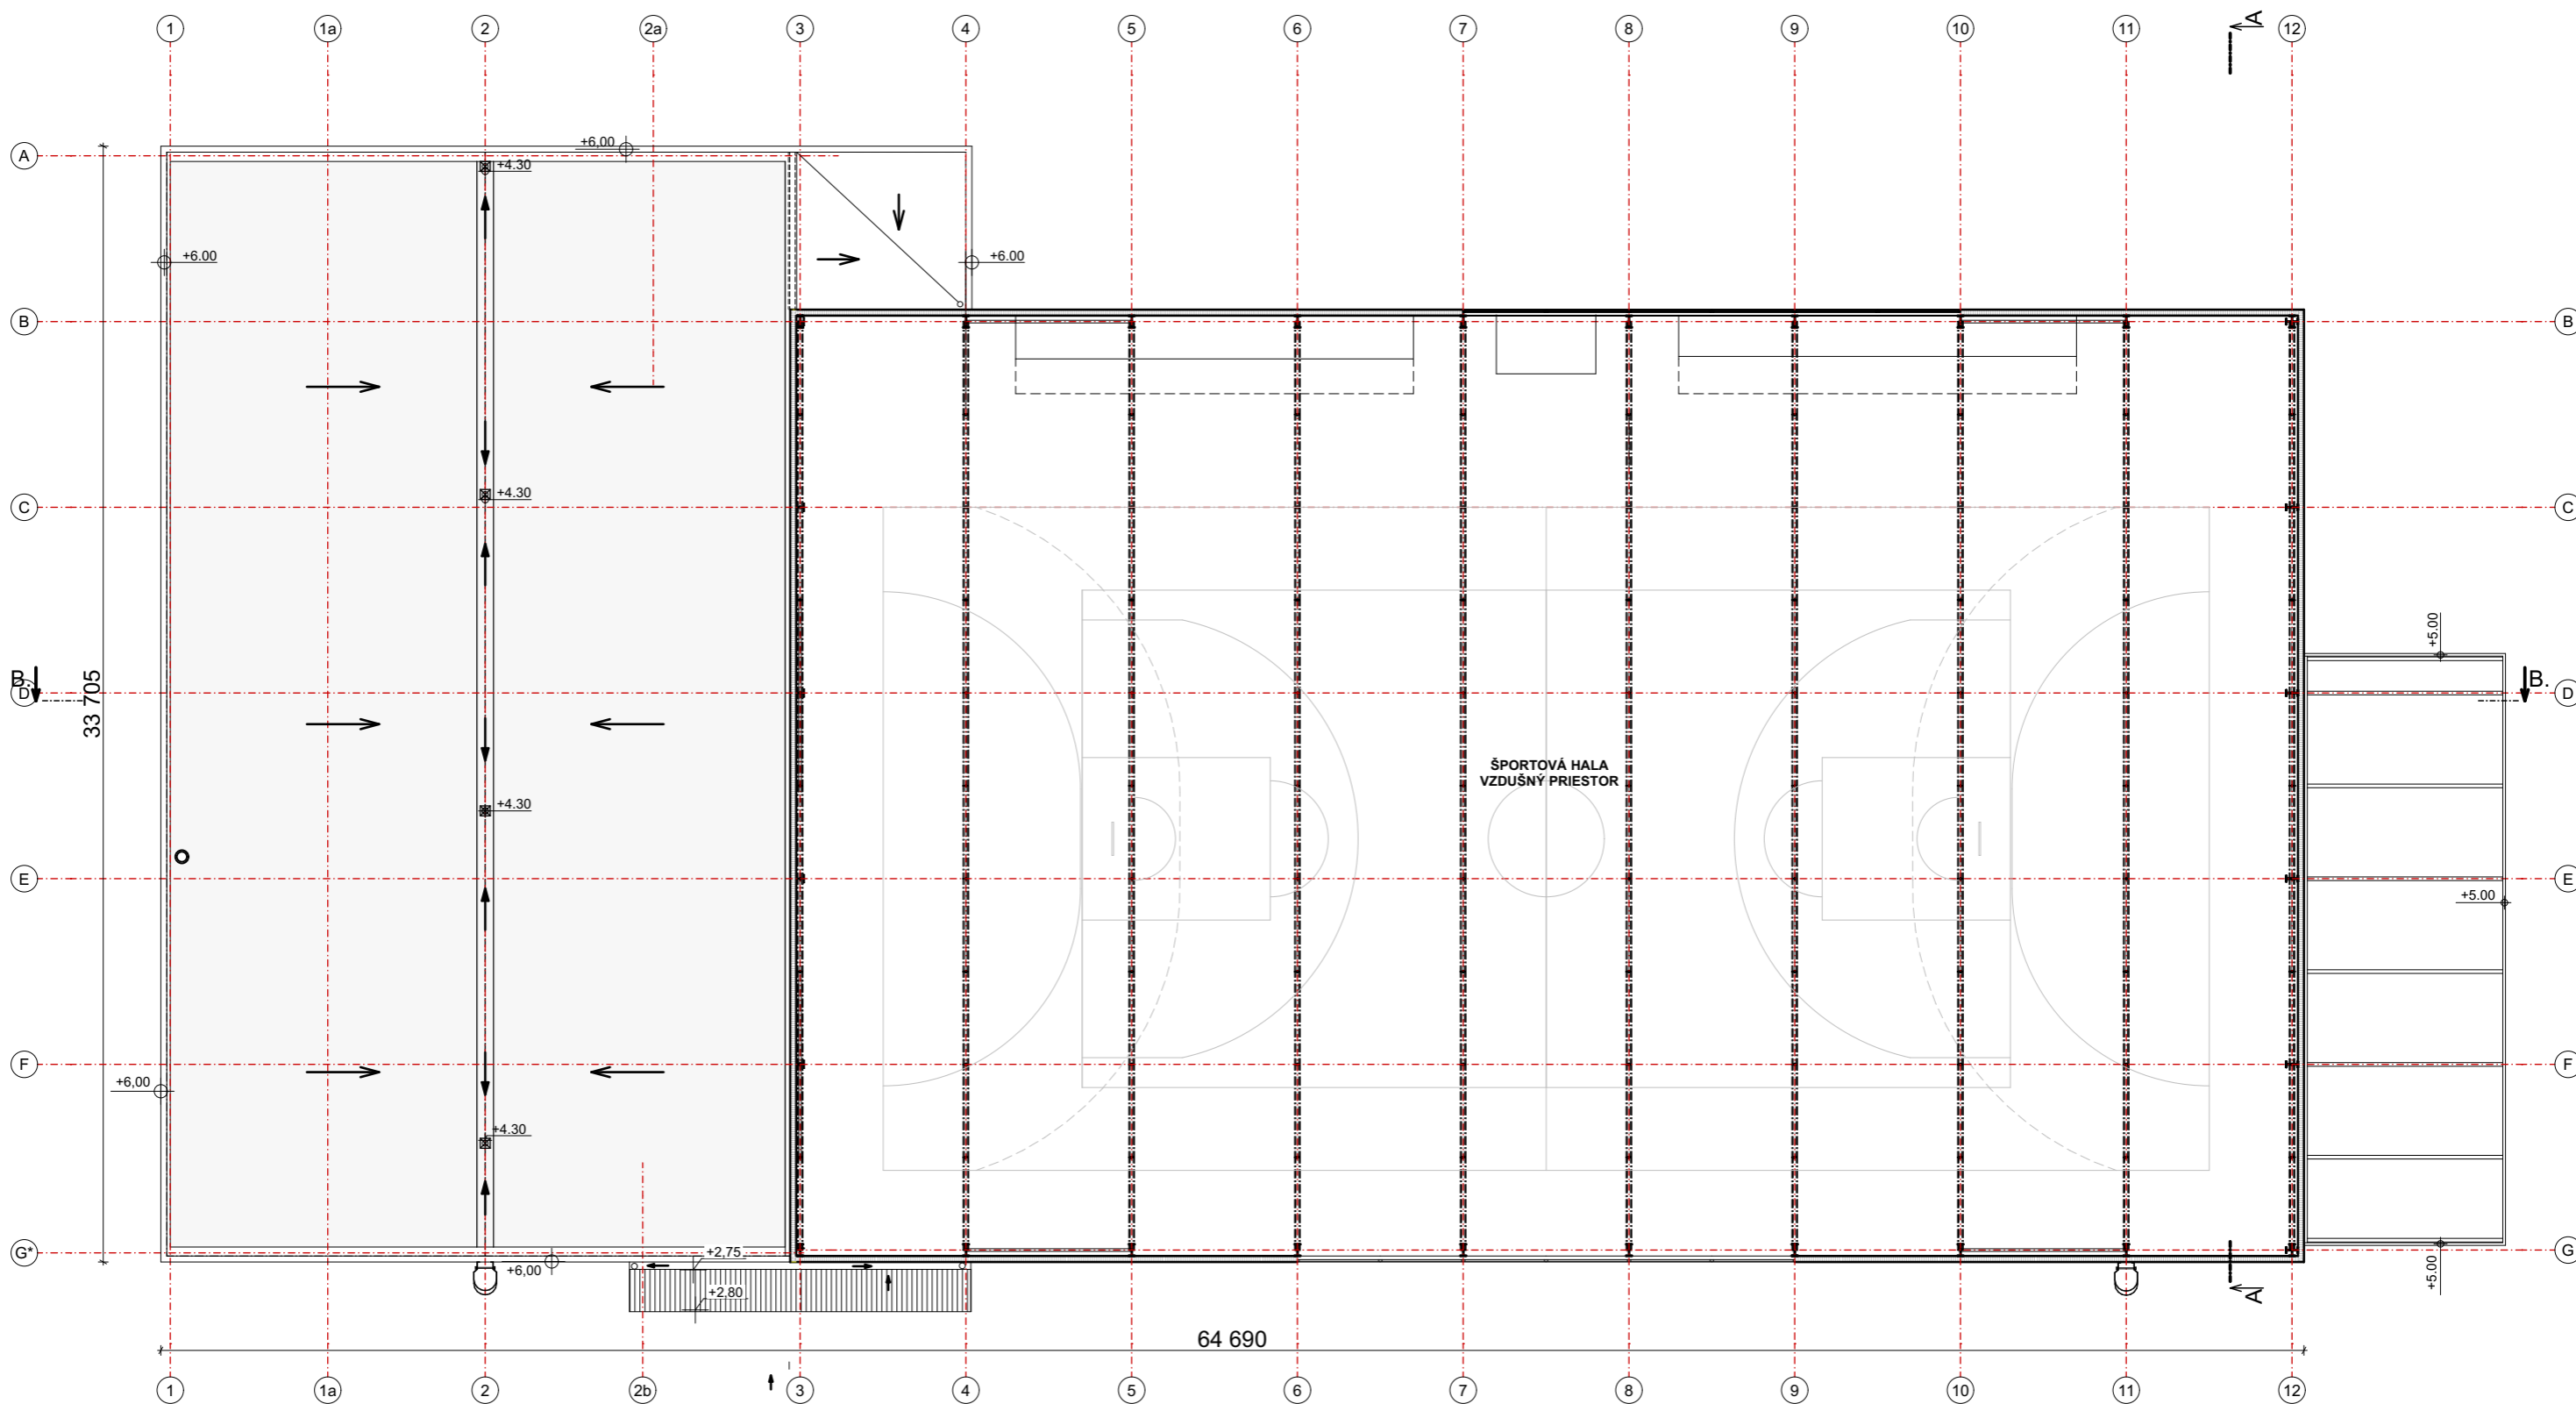 1 1a 2 2a 3 4 5 6 7 8 9 10 11 A 12
A +6,00
+4.30
+6.00 +6.00
B B
+4.30
C C
+5.00
B. D 33 705 D B.
ŠPORTOVÁ HALA
VZDUŠNÝ PRIESTOR
+4.30
E E
+5.00
F F
+6,00
+4.30
G* +2,75 G
+6,00 +5.00
+2,80 A
64 690
1 1a 2 2b 3 4 5 6 7 8 9 10 11 12